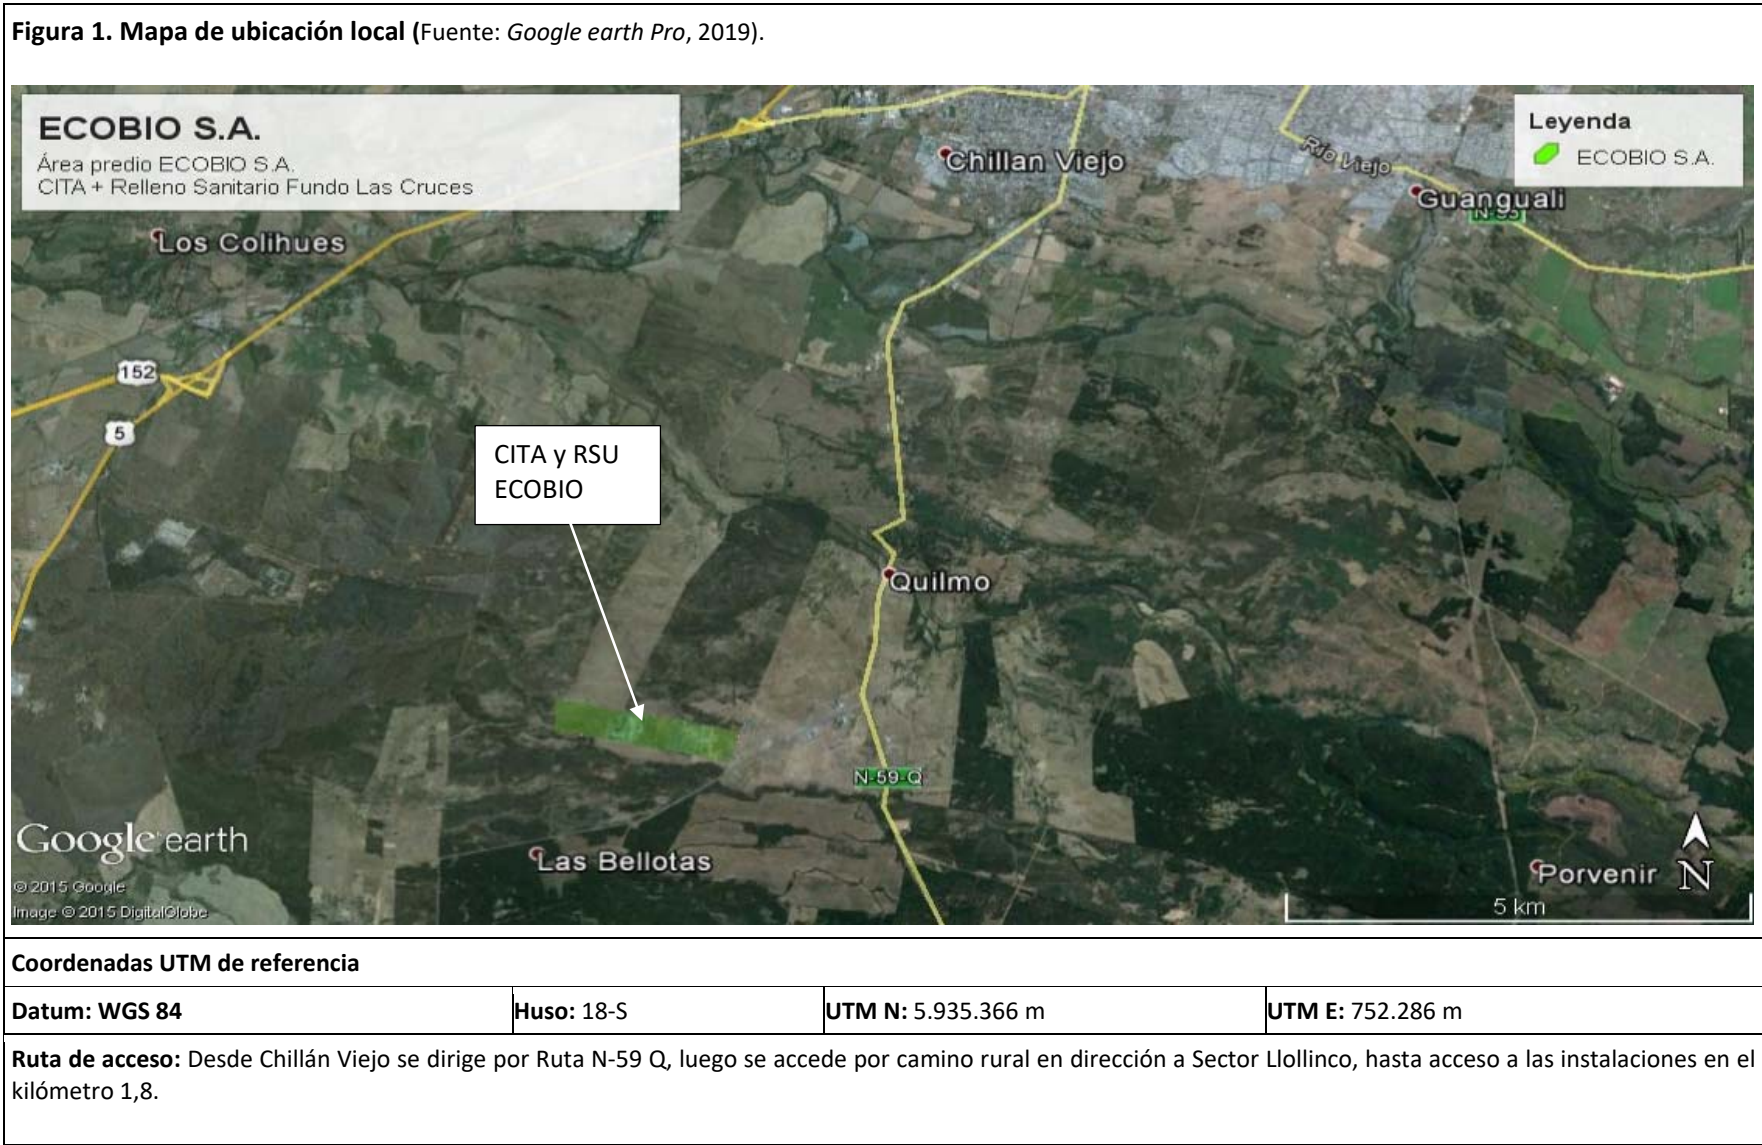 Figura 1. Mapa de ubicación local (Fuente: Google earth Pro, 2019).
ECOBIO S.A.
Área predio ECOBIO S.A.
CITA + Relleno Sanitario Fundo Las Cruces
Leyenda
ECOBIO S.A.
Chillan Viejo
Río Viejo
Guanguali
N-55
Los Colihues
152
5
CITA y RSU
ECOBIO
Quilmo
N-59-Q
Las Bellotas
Porvenir
N
5 km
Google earth
© 2015 Google
Image © 2015 DigitalGlobe
Coordenadas UTM de referencia
Datum: WGS 84 Huso: 18-S UTM N: 5.935.366 m UTM E: 752.286 m
Ruta de acceso: Desde Chillán Viejo se dirige por Ruta N-59 Q, luego se accede por camino rural en dirección a Sector Llollinco, hasta acceso a las instalaciones en el
kilómetro 1,8.